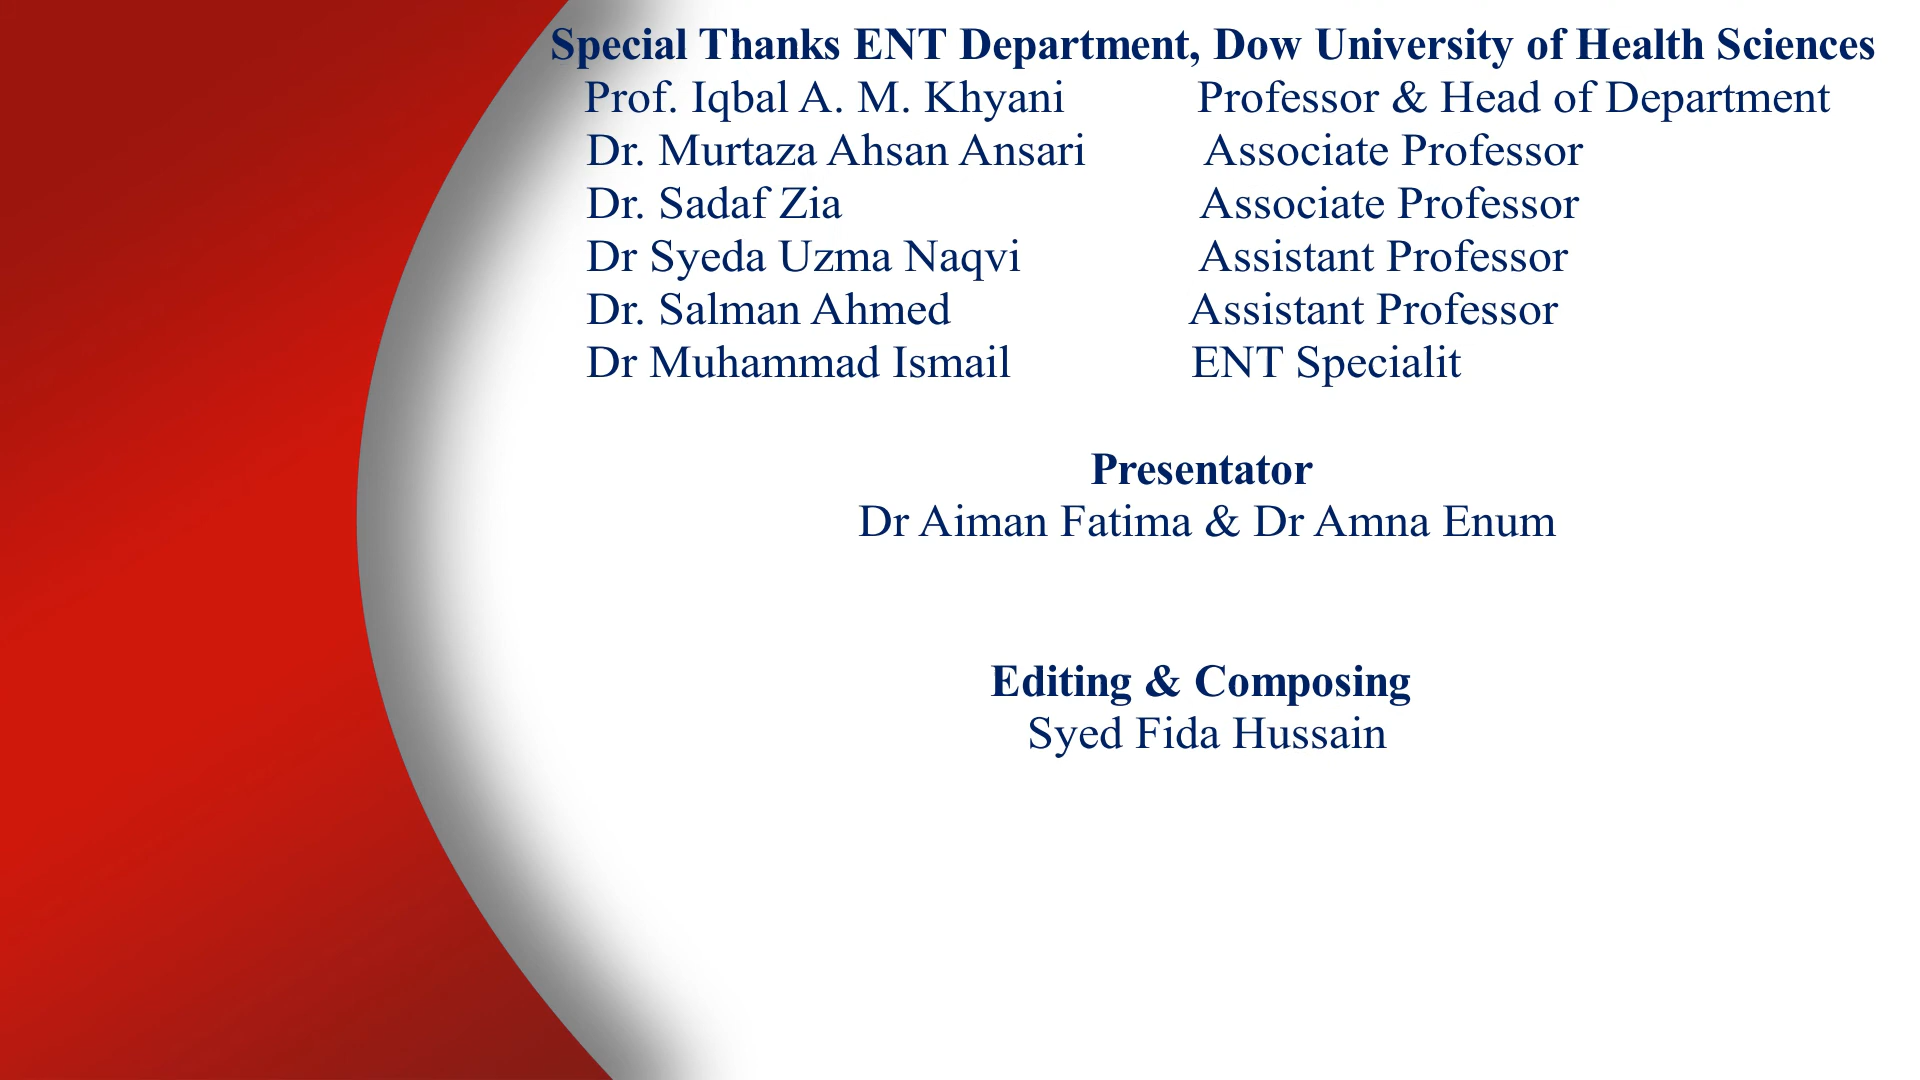 Special Thanks ENT Department, Dow University of Health Sciences
Prof. Iqbal A. M. Khyani Professor & Head of Department
Dr. Murtaza Ahsan Ansari Associate Professor
Dr. Sadaf Zia Associate Professor
Dr Syeda Uzma Naqvi Assistant Professor
Dr. Salman Ahmed Assistant Professor
Dr Muhammad Ismail ENT Specialit
Presentator
Dr Aiman Fatima & Dr Amna Enum
Editing & Composing
Syed Fida Hussain